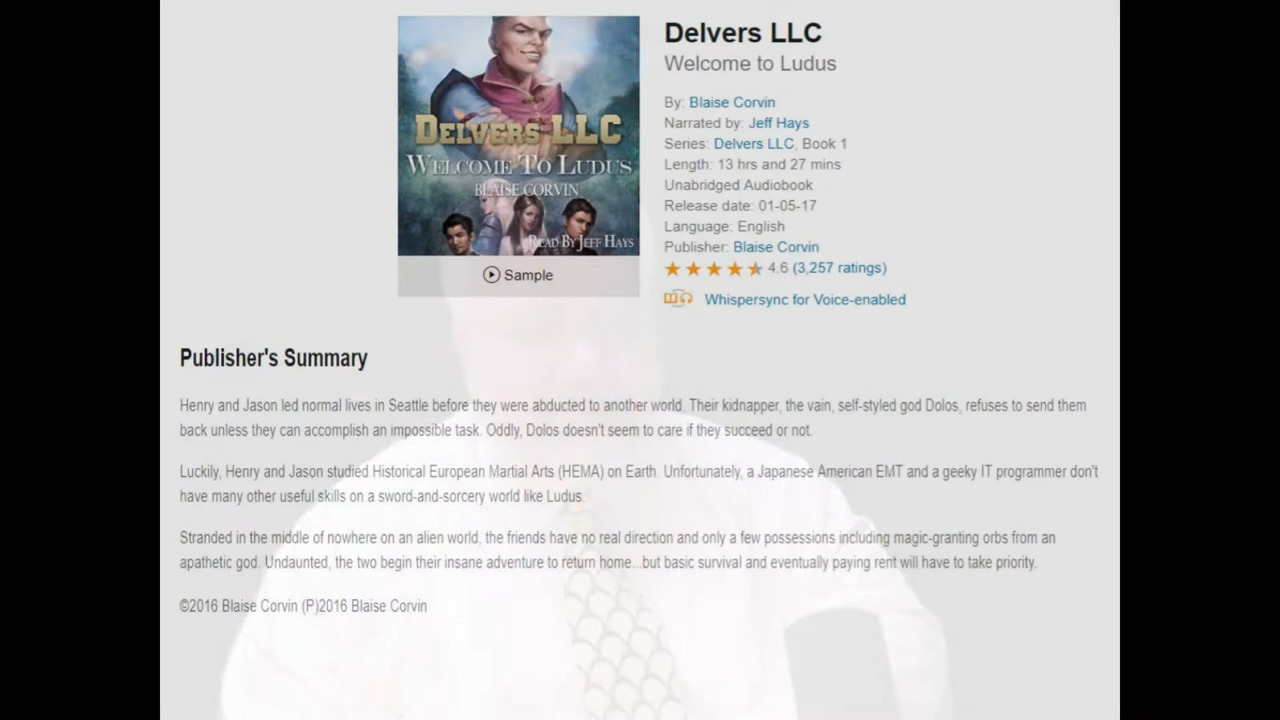 DELVERS LLC
WELCOME TO LUDUS
BLAISE CORVIN
READ BY JEFF HAYS
Sample
Delvers LLC
Welcome to Ludus
By: Blaise Corvin
Narrated by: Jeff Hays
Series: Delvers LLC, Book 1
Length: 13 hrs and 27 mins
Unabridged Audiobook
Release date: 01-05-17
Language: English
Publisher: Blaise Corvin
4.6 (3,257 ratings)
Whispersync for Voice-enabled
Publisher's Summary
Henry and Jason led normal lives in Seattle before they were abducted to another world. Their kidnapper, the vain, self-styled god Dolos, refuses to send them
back unless they can accomplish an impossible task. Oddly, Dolos doesn't seem to care if they succeed or not.
Luckily, Henry and Jason studied Historical European Martial Arts (HEMA) on Earth. Unfortunately, a Japanese American EMT and a geeky IT programmer don't
have many other useful skills on a sword-and-sorcery world like Ludus.
Stranded in the middle of nowhere on an alien world, the friends have no real direction and only a few possessions including magic-granting orbs from an
apathetic god. Undaunted, the two begin their insane adventure to return home...but basic survival and eventually paying rent will have to take priority.
©2016 Blaise Corvin (P)2016 Blaise Corvin